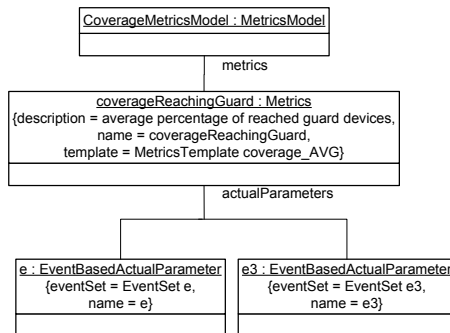 CoverageMetricsModel : MetricsModel
metrics
coverageReachingGuard : Metrics
{description = average percentage of reached guard devices,
name = coverageReachingGuard,
template = MetricsTemplate coverage_AVG}
actualParameters
e : EventBasedActualParameter
{eventSet = EventSet e,
name = e}
e3 : EventBasedActualParameter
{eventSet = EventSet e3,
name = e3}